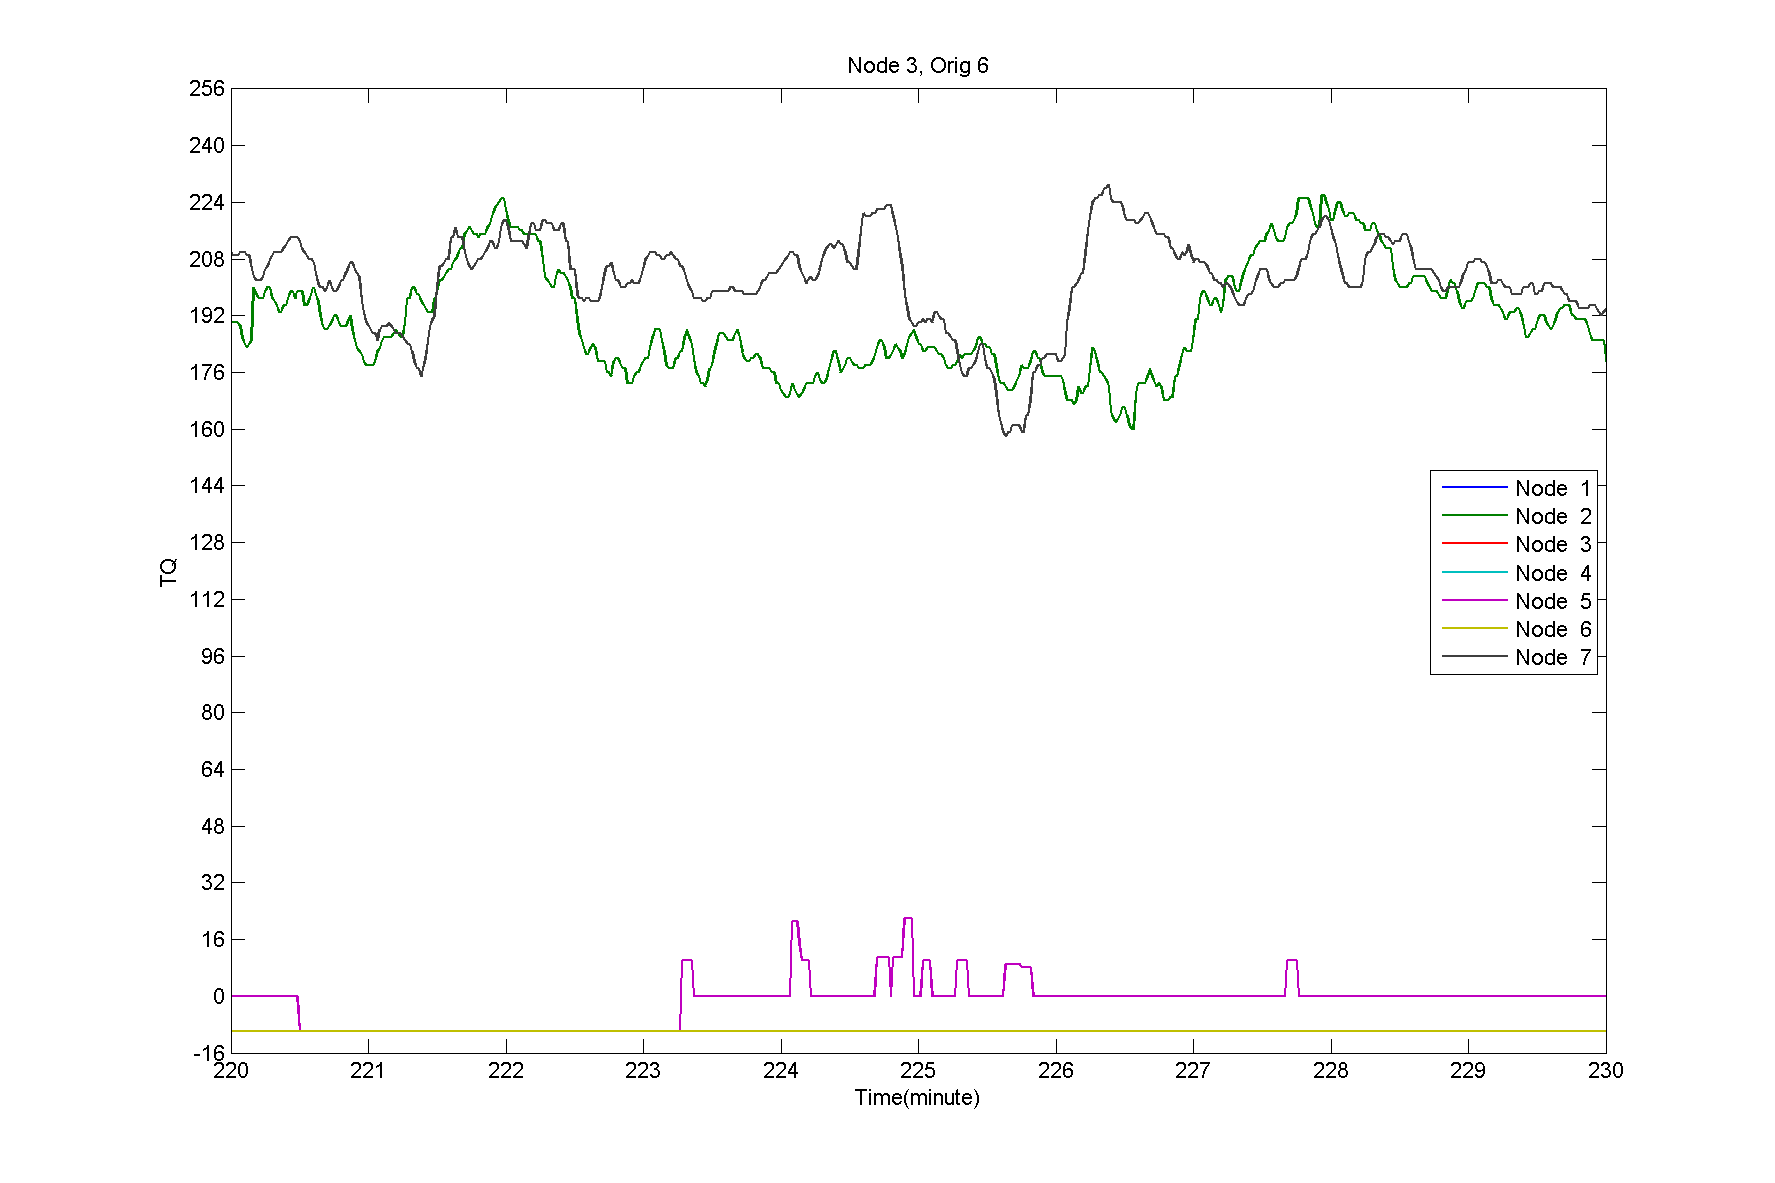 Node 3, Orig 6
256
240
224
208
192
176
160
144
128
112
96
80
64
48
32
16
0
-16
TQ
Node 1
Node 2
Node 3
Node 4
Node 5
Node 6
Node 7
220 221 222 223 224 225 226 227 228 229 230
Time(minute)